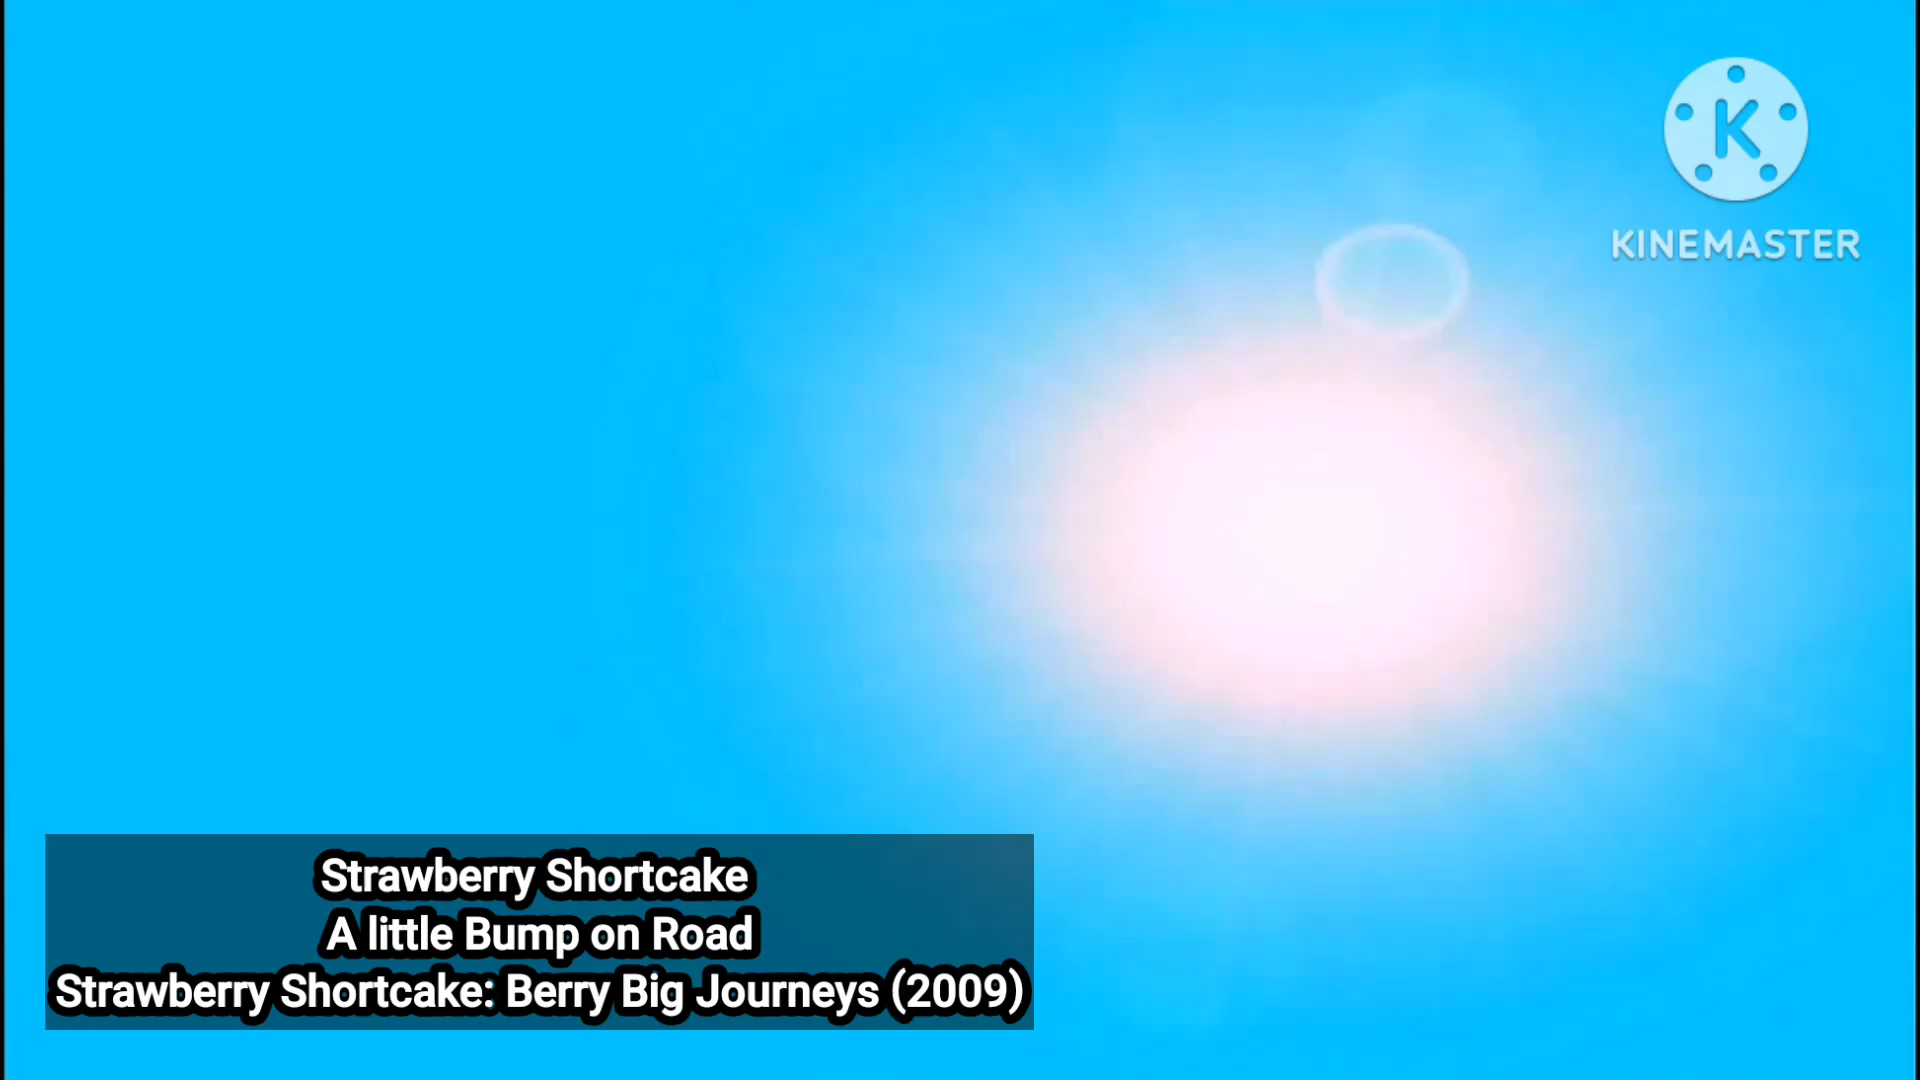 K
KINEMASTER
Strawberry Shortcake
A little Bump on Road
Strawberry Shortcake: Berry Big Journeys (2009)